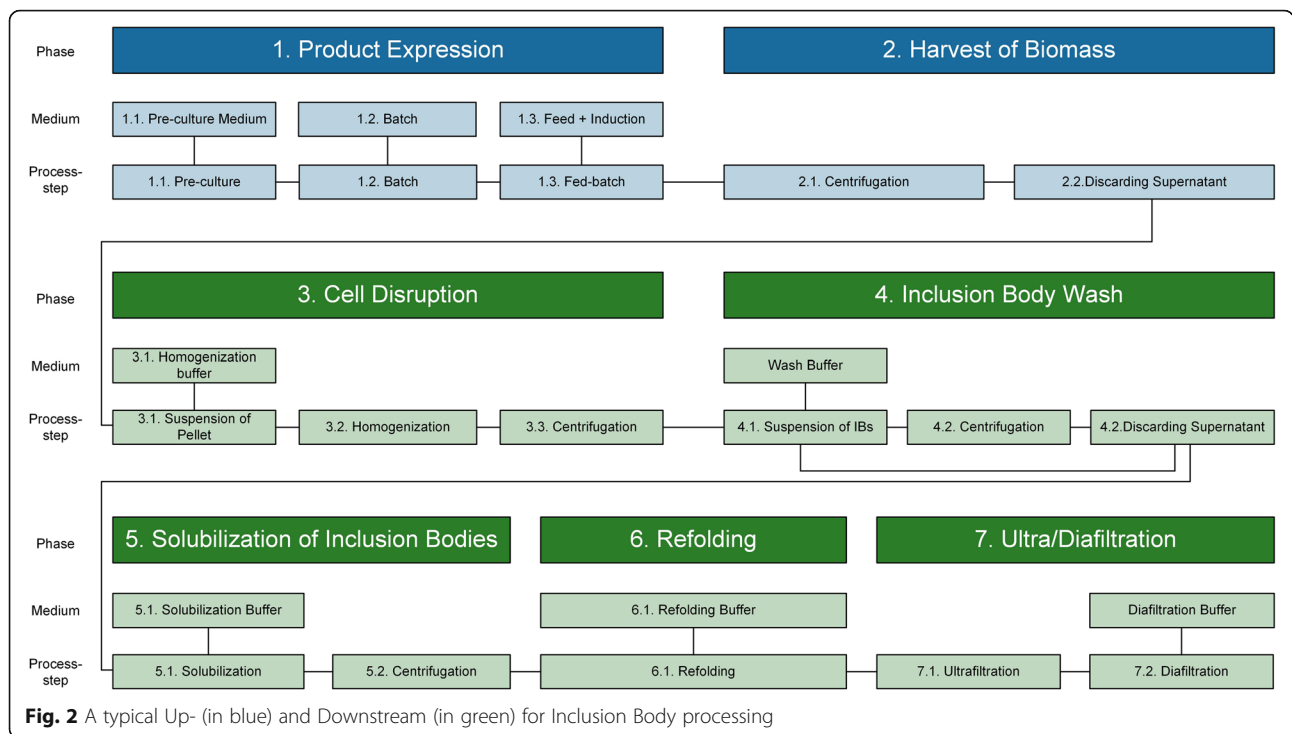 Phase
1. Product Expression
2. Harvest of Biomass
Medium
1.1. Pre-culture Medium
1.2. Batch
1.3. Feed + Induction
Process-
step
1.1. Pre-culture
1.2. Batch
1.3. Fed-batch
2.1. Centrifugation
2.2.Discarding Supernatant
Phase
3. Cell Disruption
4. Inclusion Body Wash
Medium
3.1. Homogenization
buffer
Wash Buffer
Process-
step
3.1. Suspension of
Pellet
3.2. Homogenization
3.3. Centrifugation
4.1. Suspension of IBs
4.2. Centrifugation
4.2.Discarding Supernatant
Phase
5. Solubilization of Inclusion Bodies
6. Refolding
7. Ultra/Diafiltration
Medium
5.1. Solubilization Buffer
6.1. Refolding Buffer
Diafiltration Buffer
Process-
step
5.1. Solubilization
5.2. Centrifugation
6.1. Refolding
7.1. Ultrafiltration
7.2. Diafiltration
Fig. 2 A typical Up- (in blue) and Downstream (in green) for Inclusion Body processing